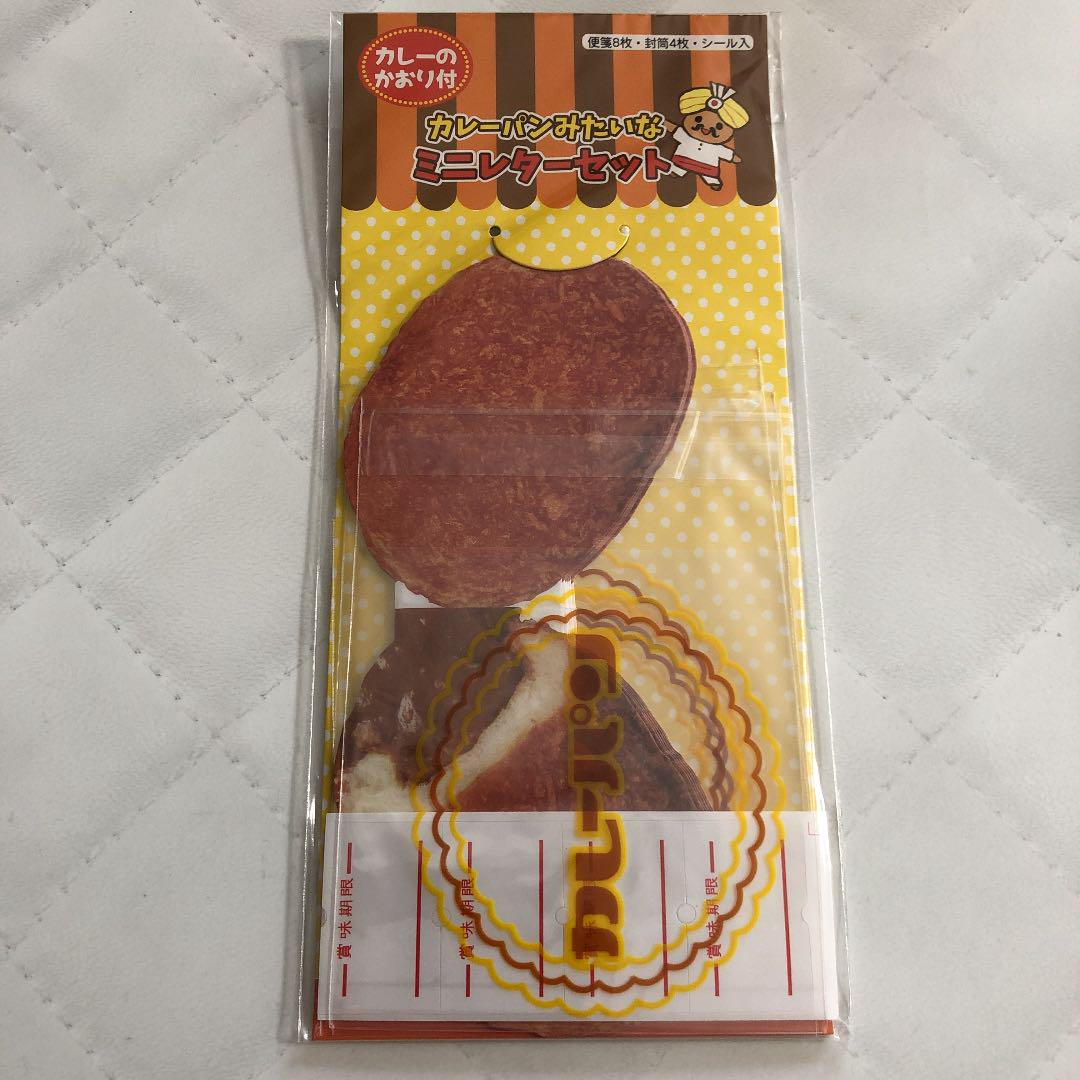 カレーの
かおり付
便箋8枚・封筒4枚・シール入
カレーパンみたいな
ミニレターセット
カレーパン
賞味期限
賞味期限
賞味期限